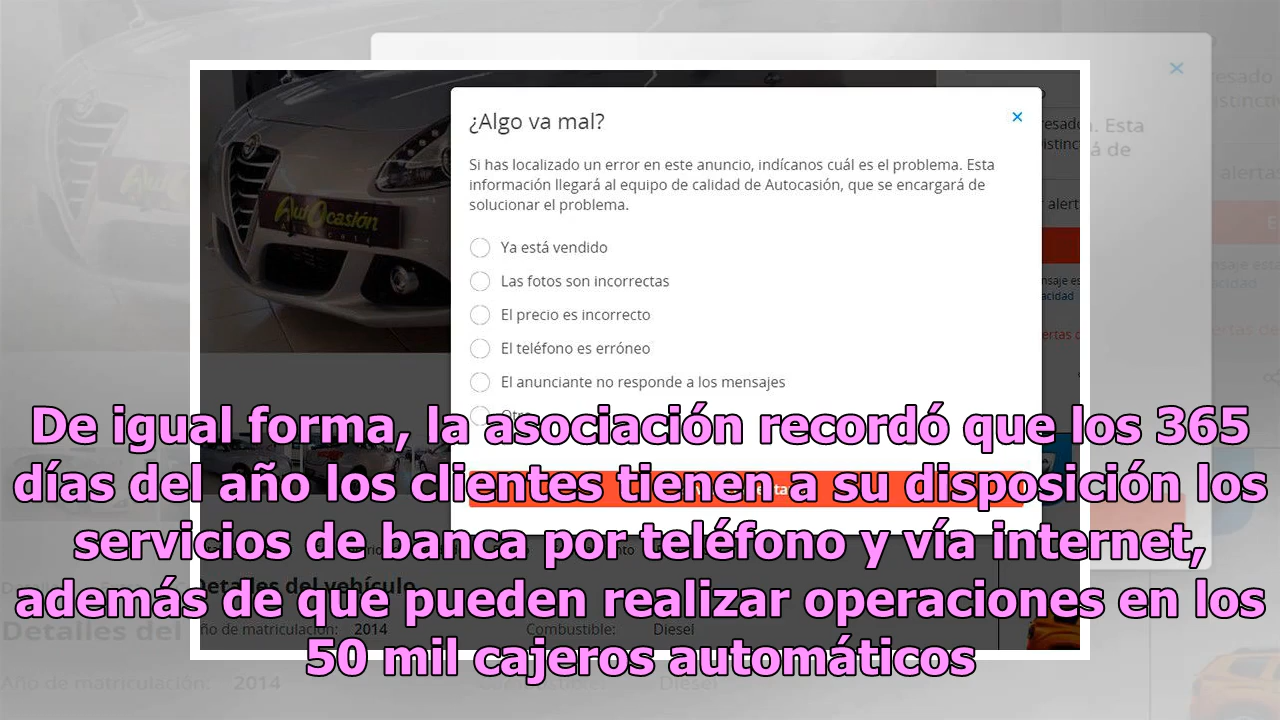 ¿Algo va mal?
Si has localizado un error en este anuncio, indícanos cuál es el problema. Esta
información llegará al equipo de calidad de Autocasión, que se encargará de
solucionar el problema.
Ya está vendido
Las fotos son incorrectas
El precio es incorrecto
El teléfono es erróneo
El anunciante no responde a los mensajes
AutOcasión
De igual forma, la asociación recordó que los 365
días del año los clientes tienen a su disposición los
servicios de banca por teléfono y vía internet,
además de que pueden realizar operaciones en los
50 mil cajeros automáticos
Detalles del vehículo
Año de matriculación: 2014 Combustible: Diesel